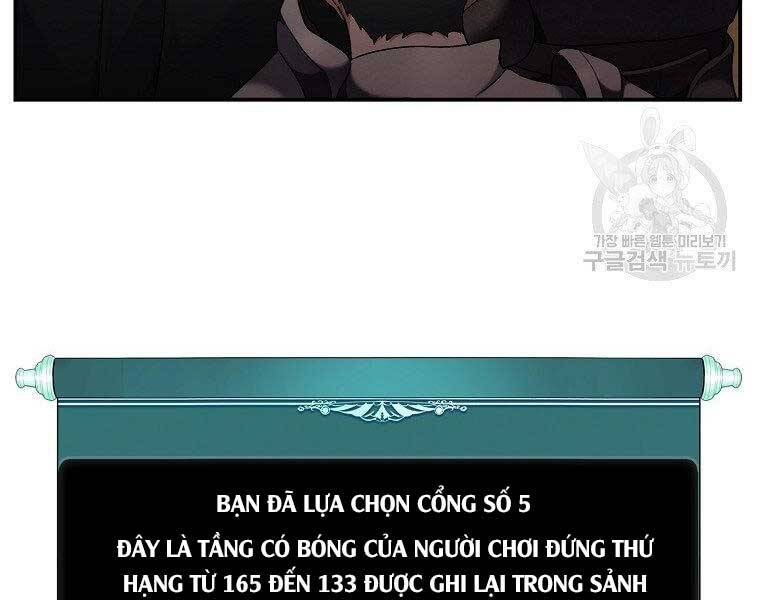 가장 빠른 웹툰 미리보기
구글검색 뉴토끼
BẠN ĐÃ LỰA CHỌN CỔNG SỐ 5
ĐÂY LÀ TẦNG CÓ BÓNG CỦA NGƯỜI CHƠI ĐỨNG THỨ
HẠNG TỪ 165 ĐẾN 133 ĐƯỢC GHI LẠI TRONG SẢNH